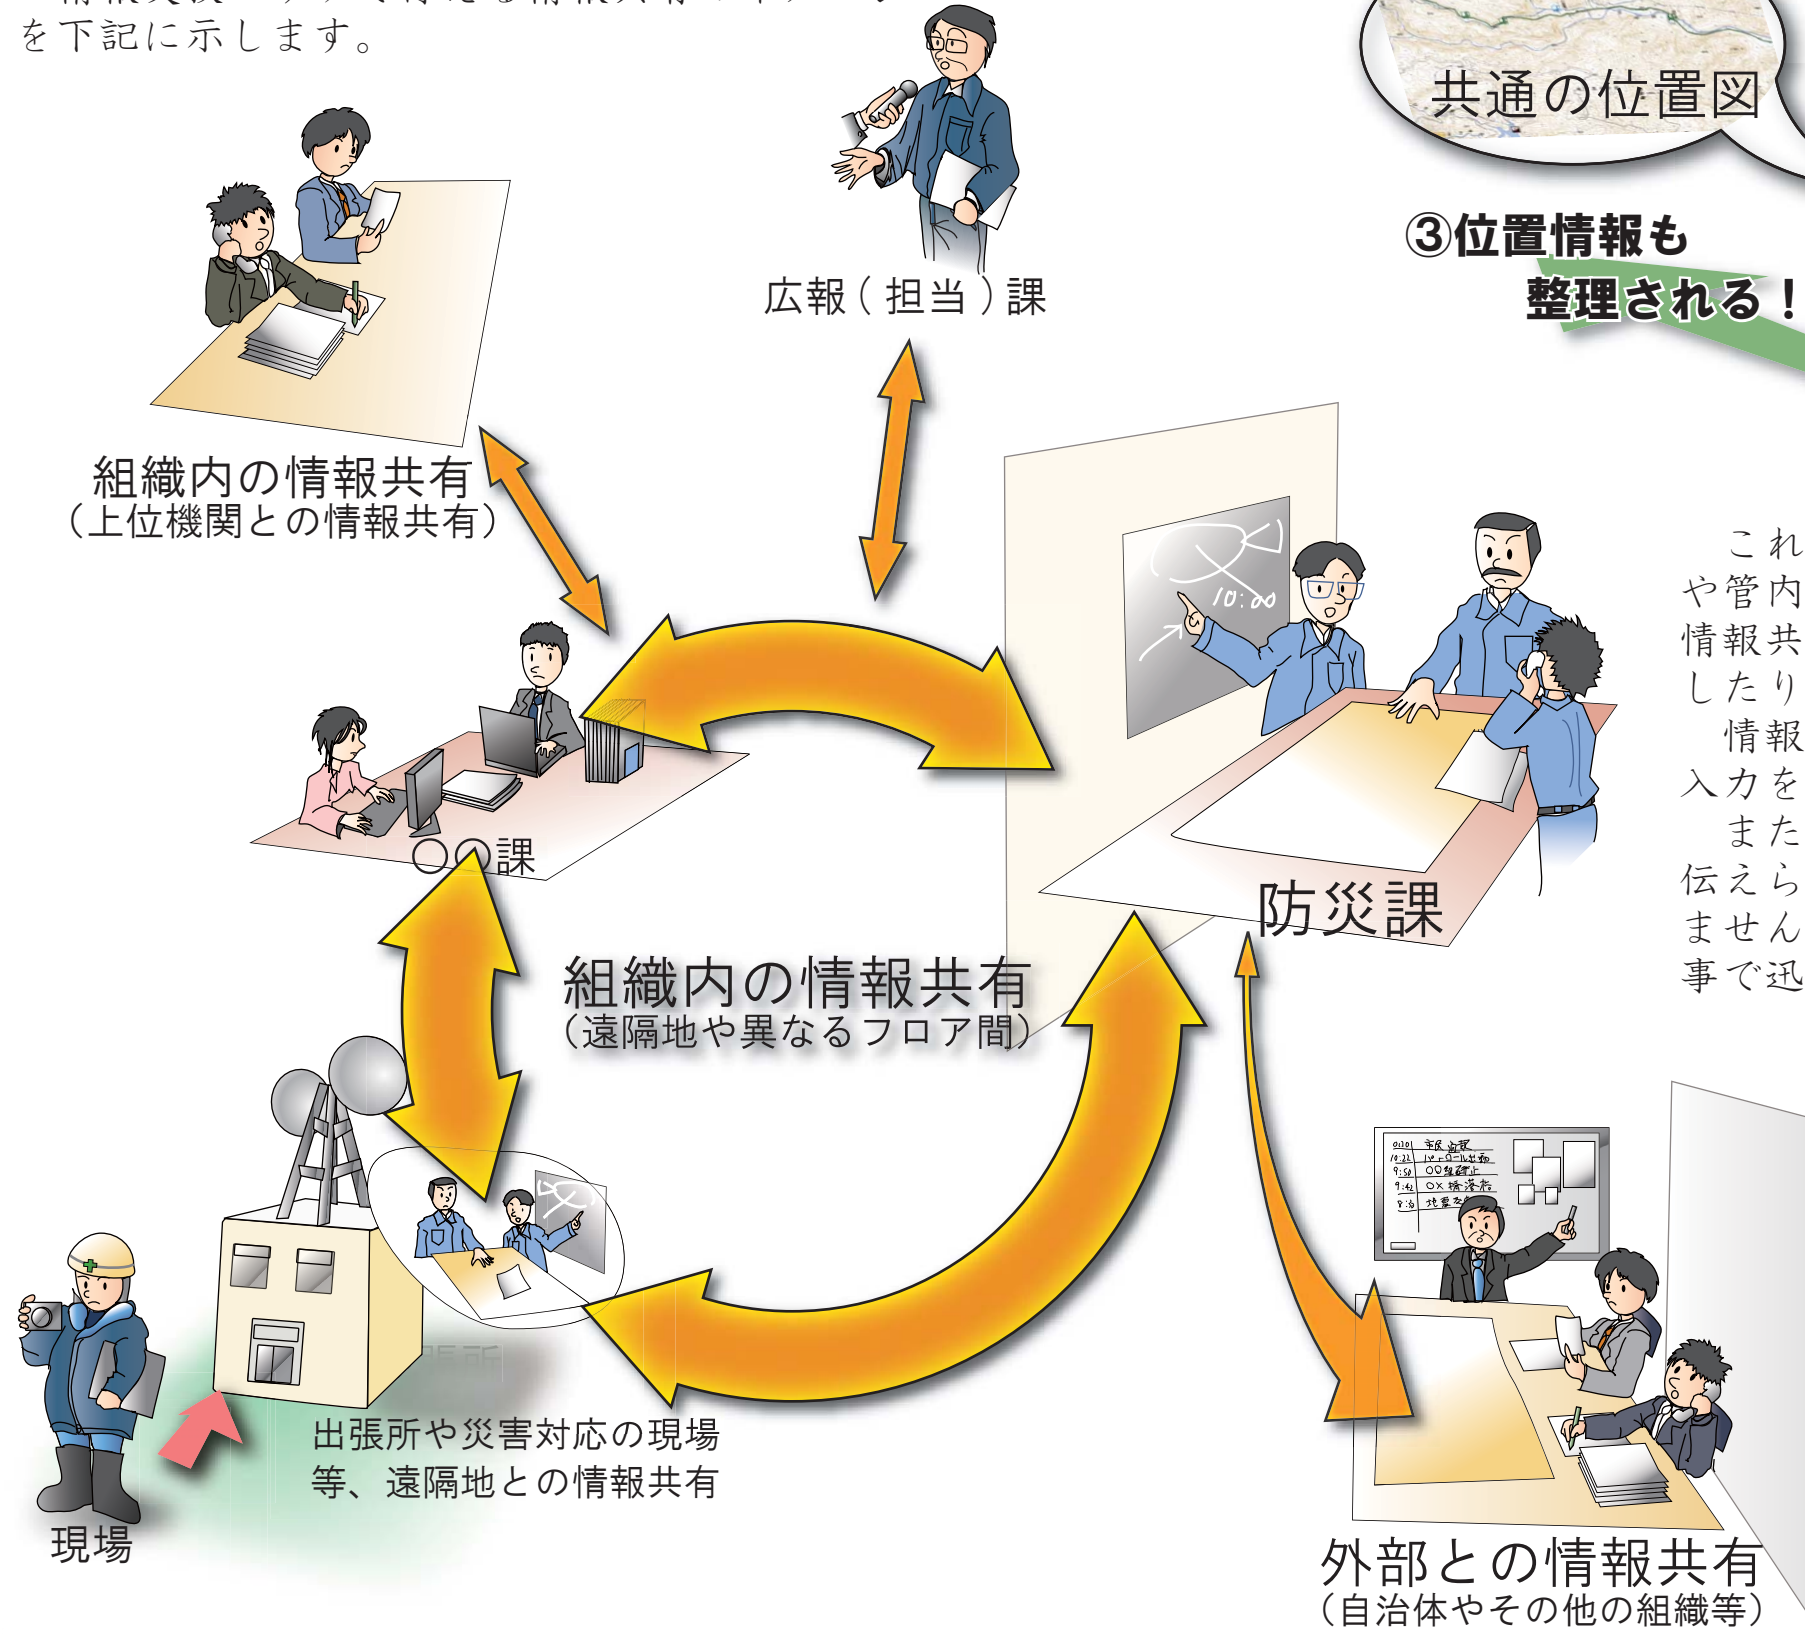 を下記に示します。
共通の位置図
③位置情報も
整理される！
広報（担当）課
組織内の情報共有
（上位機関との情報共有）
10:00
○○課
防災課
組織内の情報共有
（遠隔地や異なるフロア間）
これ
や管内
情報共
したり
情報
入力を
また
伝えら
ません
事で迅
出張所や災害対応の現場
等、遠隔地との情報共有
現場
外部との情報共有
（自治体やその他の組織等）